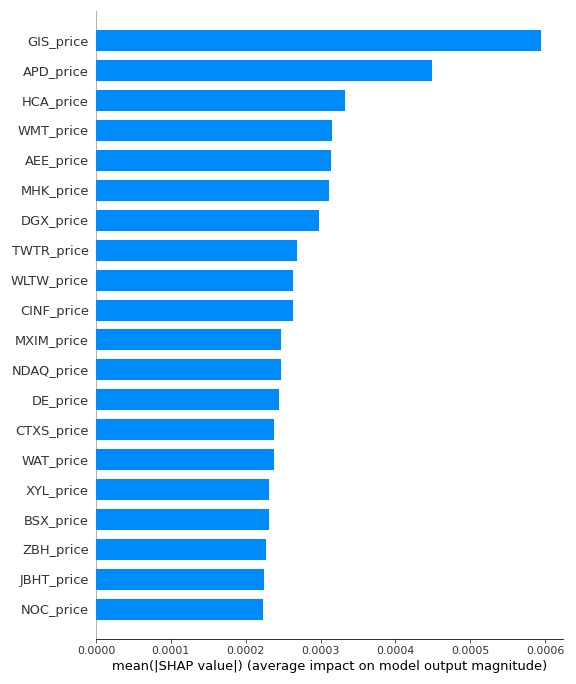 GIS_price
APD_price
HCA_price
WMT_price
AEE_price
MHK_price
DGX_price
TWTR_price
WLTW_price
CINF_price
MXIM_price
NDAQ_price
DE_price
CTXS_price
WAT_price
XYL_price
BSX_price
ZBH_price
JBHT_price
NOC_price
0.0000 0.0001 0.0002 0.0003 0.0004 0.0005 0.0006
mean(|SHAP value|) (average impact on model output magnitude)